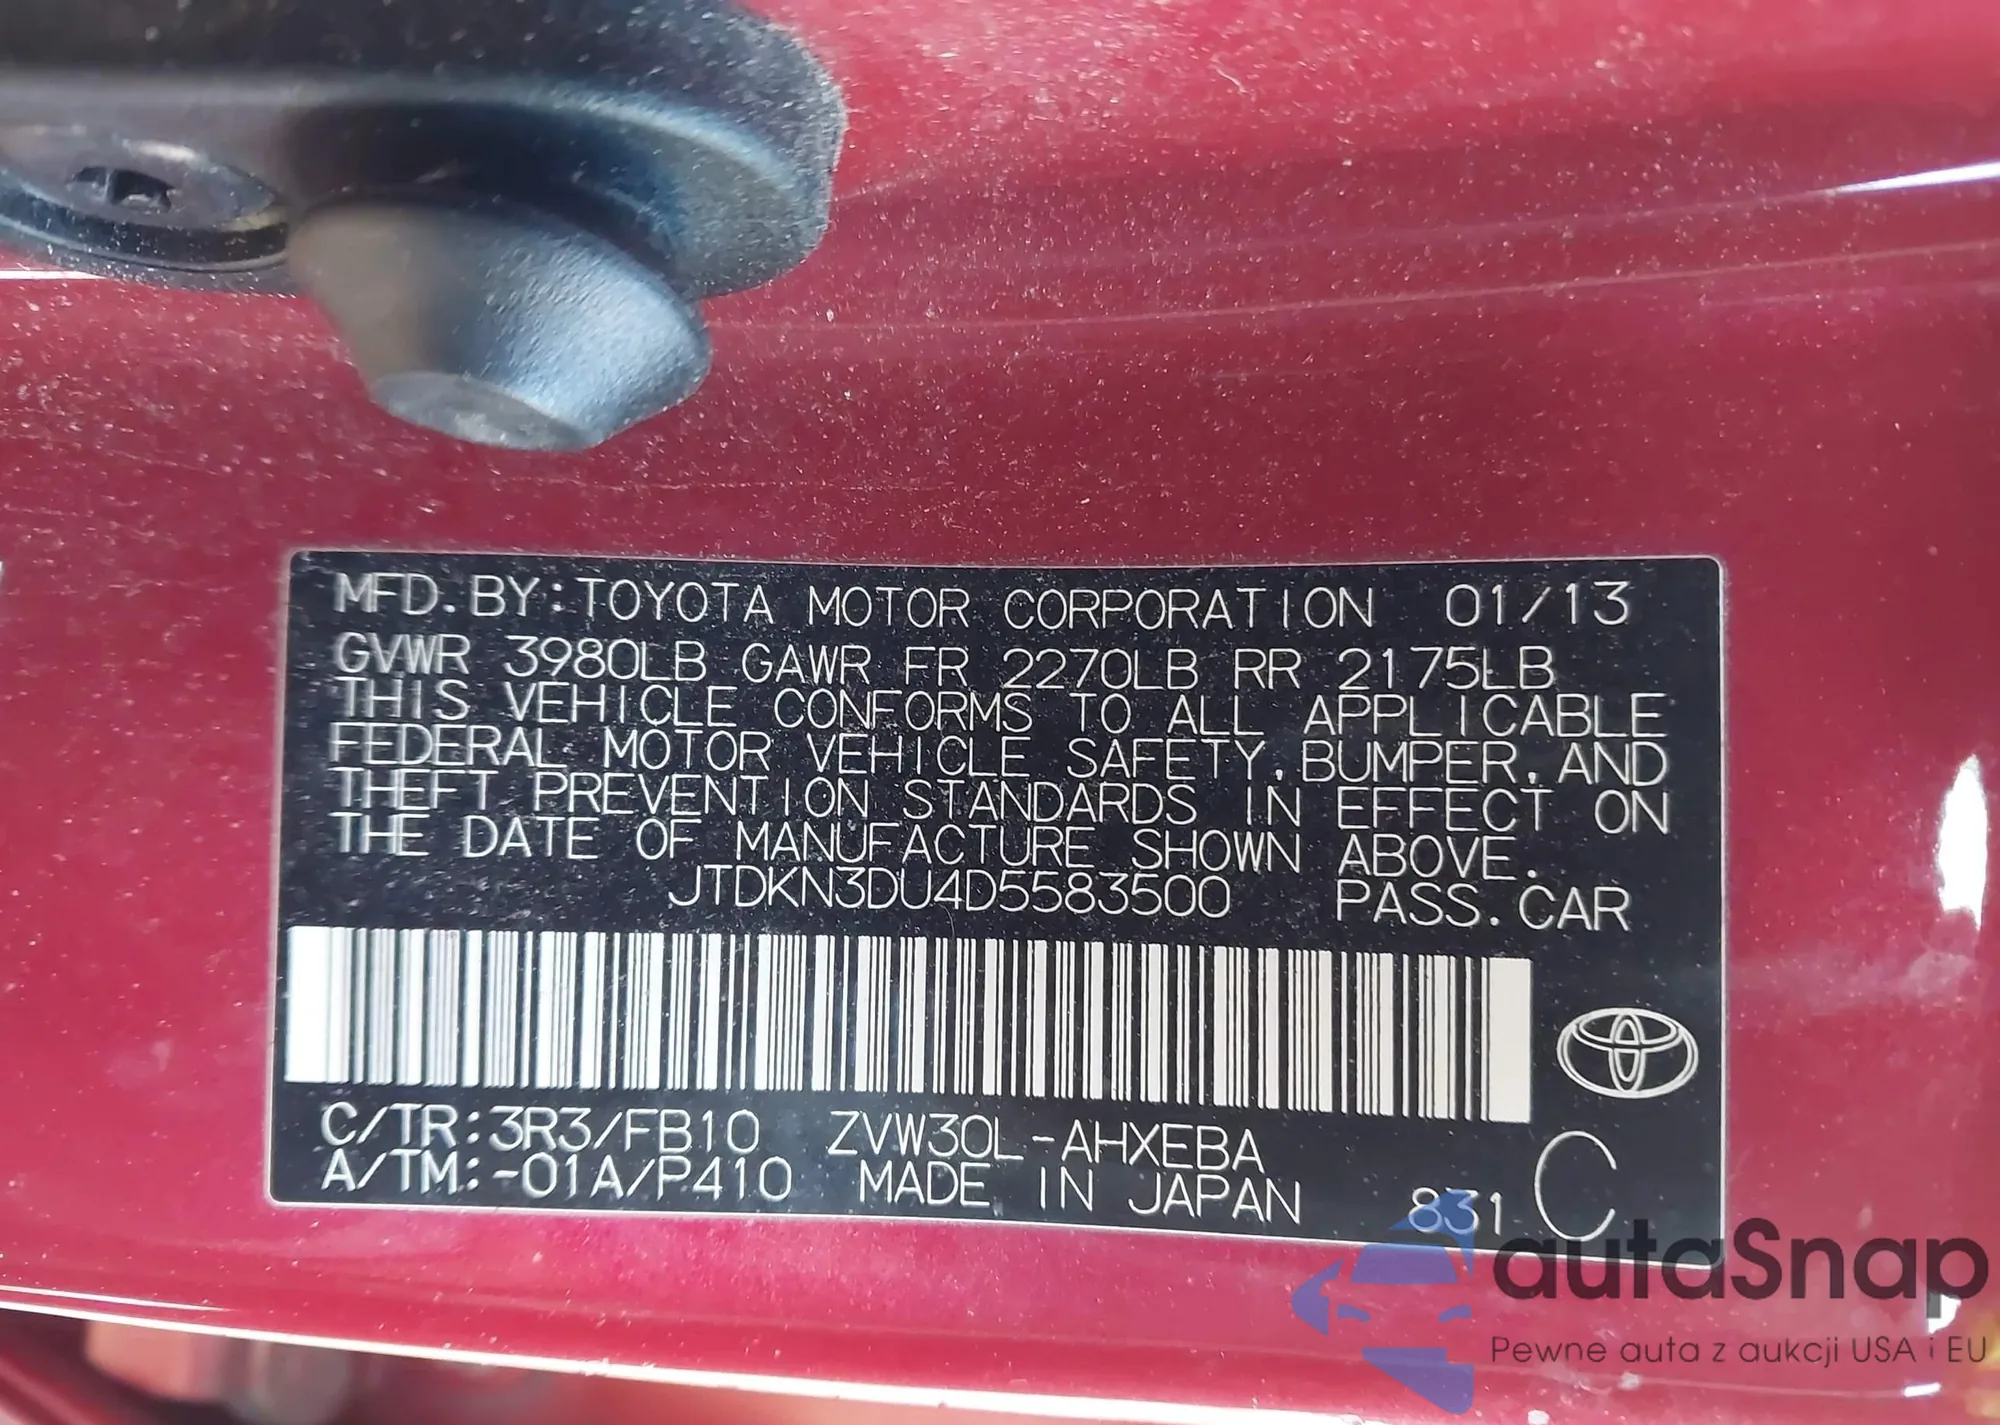 MFD. BY: TOYOTA MOTOR CORPORATION 01/13
GVWR 3980LB GAWR FR 2270LB RR 2175LB
THIS VEHICLE CONFORMS TO ALL APPLICABLE
FEDERAL MOTOR VEHICLE SAFETY, BUMPER, AND
THEFT PREVENTION STANDARDS IN EFFECT ON
THE DATE OF MANUFACTURE SHOWN ABOVE.
JTDKN3DU4D5583500 PASS. CAR
C/TR: 3R3/FB10 ZVW30L-AHXEBA
A/TM: -01A/P410 MADE IN JAPAN 831 C
autaSnap
Pewne auta z aukcji USA i EU